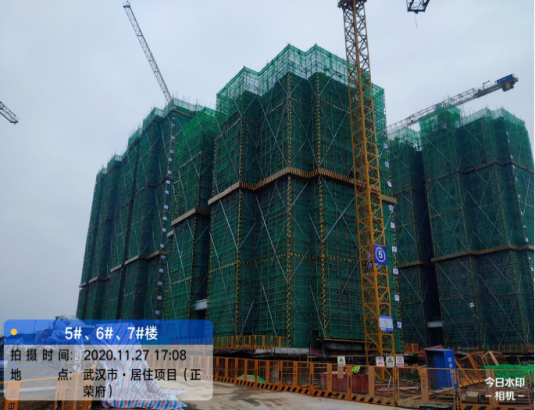 ⑤
5#、6#、7#楼
拍摄时间: 2020.11.27 17:08
地 点: 武汉市·居住项目(正
荣府)
今日水印
-相机-